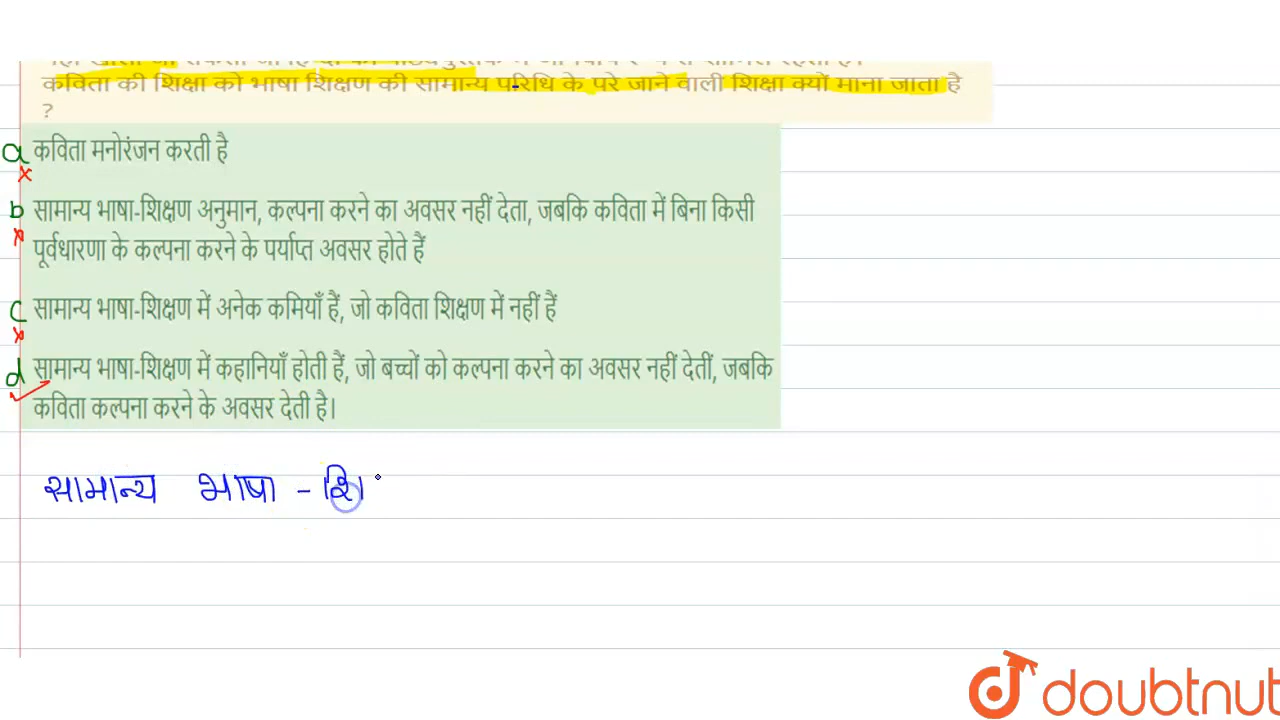 कविता की शिक्षा को भाषा शिक्षण की सामान्य परिधि के परे जाने वाली शिक्षा क्यों माना जाता है
?
a कविता मनोरंजन करती है
b सामान्य भाषा-शिक्षण अनुमान, कल्पना करने का अवसर नहीं देता, जबकि कविता में बिना किसी
पूर्वधारणा के कल्पना करने के पर्याप्त अवसर होते हैं
c सामान्य भाषा-शिक्षण में अनेक कमियाँ हैं, जो कविता शिक्षण में नहीं हैं
d सामान्य भाषा-शिक्षण में कहानियाँ होती हैं, जो बच्चों को कल्पना करने का अवसर नहीं देतीं, जबकि
कविता कल्पना करने के अवसर देती है।
सामान्य भाषा - शि
doubtnut